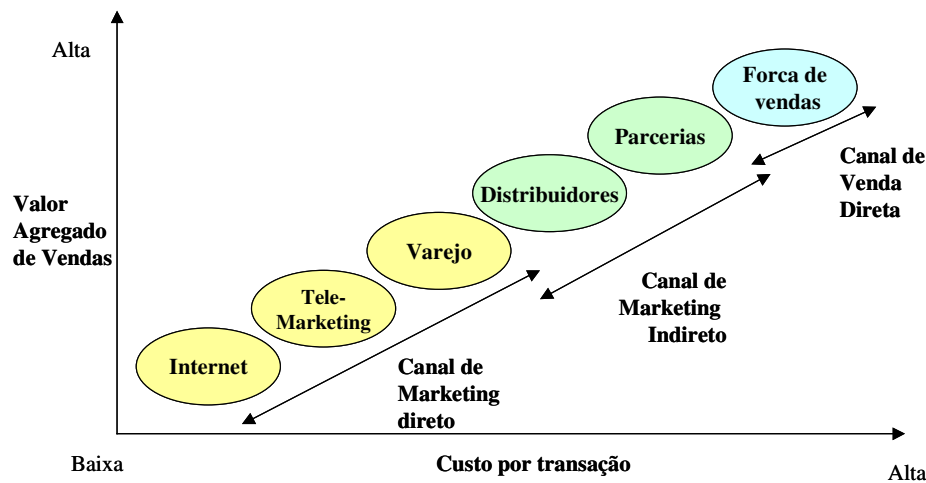 Alta
Forca de
vendas
Parcerias
Canal de
Venda
Direta
Distribuidores
Valor
Agregado
de Vendas
Varejo
Canal de
Marketing
Indireto
Tele-
Marketing
Internet
Canal de
Marketing
direto
Baixa
Custo por transação
Alta